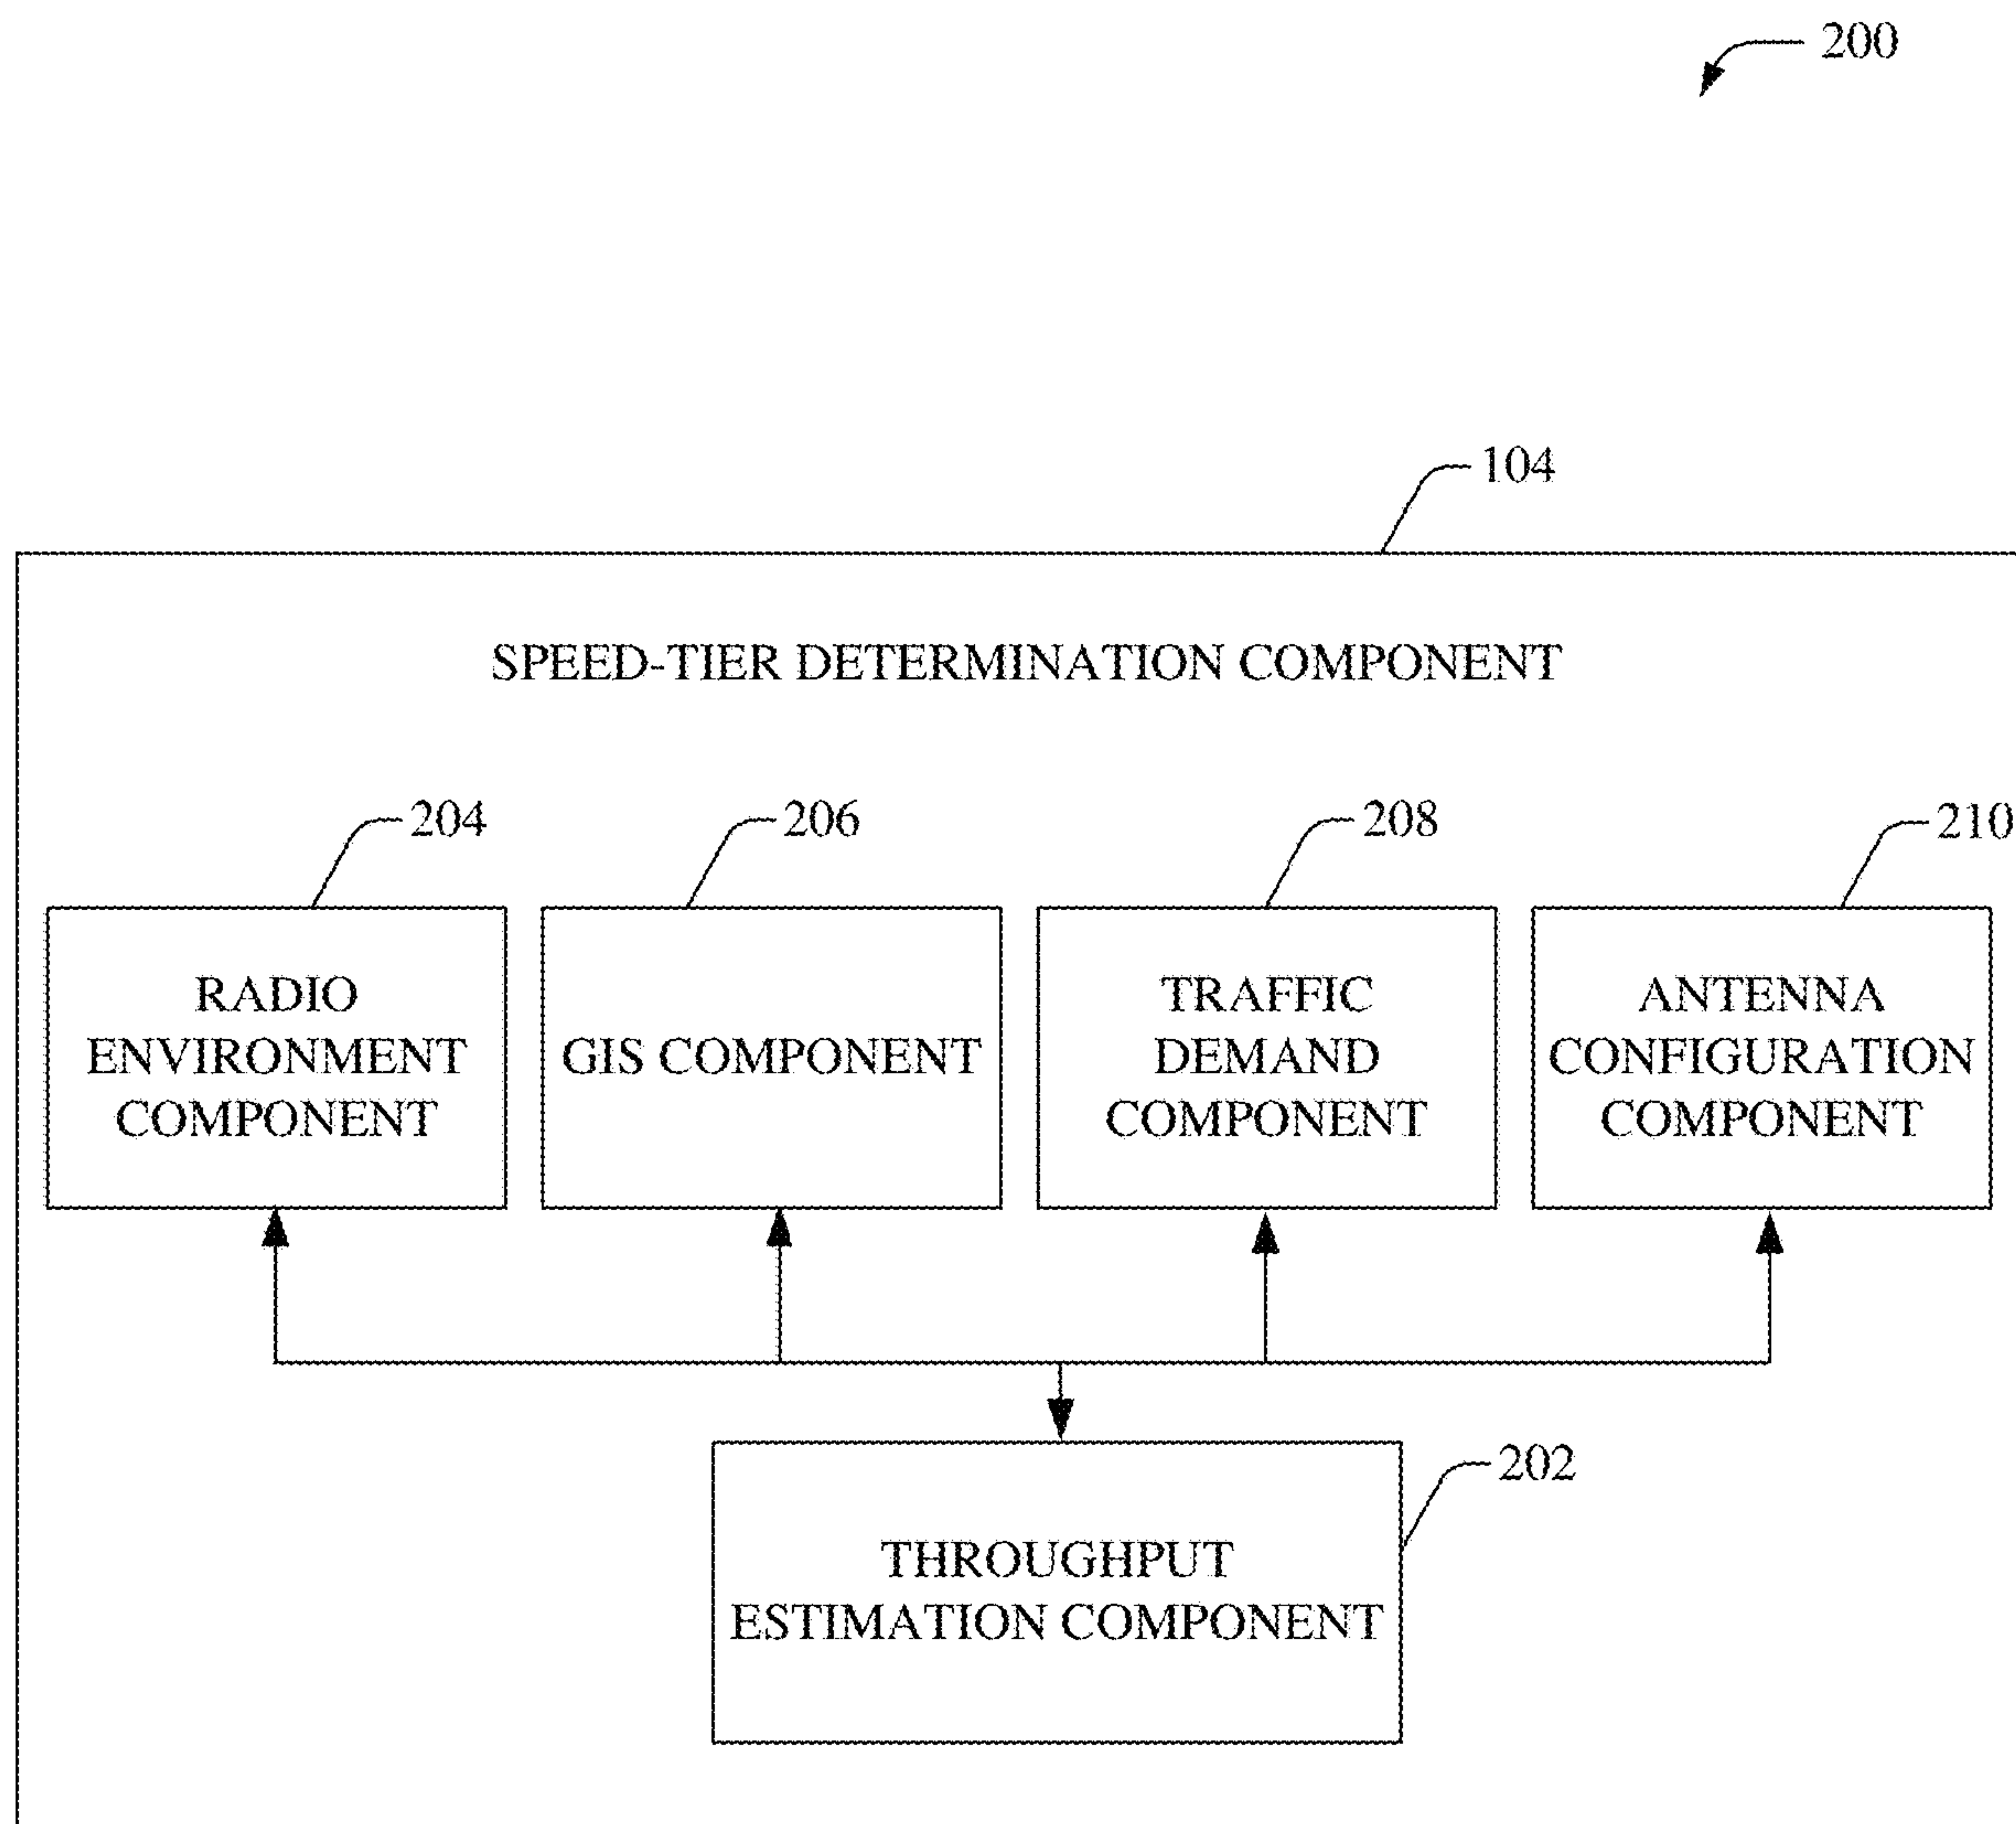 200
104
SPEED-TIER DETERMINATION COMPONENT
204
206
208
210
RADIO
ENVIRONMENT
COMPONENT
GIS COMPONENT
TRAFFIC
DEMAND
COMPONENT
ANTENNA
CONFIGURATION
COMPONENT
202
THROUGHPUT
ESTIMATION COMPONENT